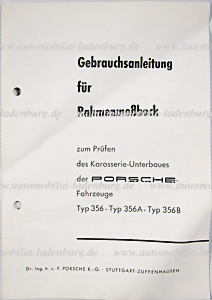 www.automobilia-ladenburg.de
Gebrauchsanleitung
für
Rahmenmeßbock
zum Prüfen
des Karosserie-Unterbaues
der PORSCHE-
Fahrzeuge
Typ 356 - Typ 356A - Typ 356B
Dr. Ing. h. c. F. PORSCHE K.-G. - STUTTGART-ZUFFENHAUSEN